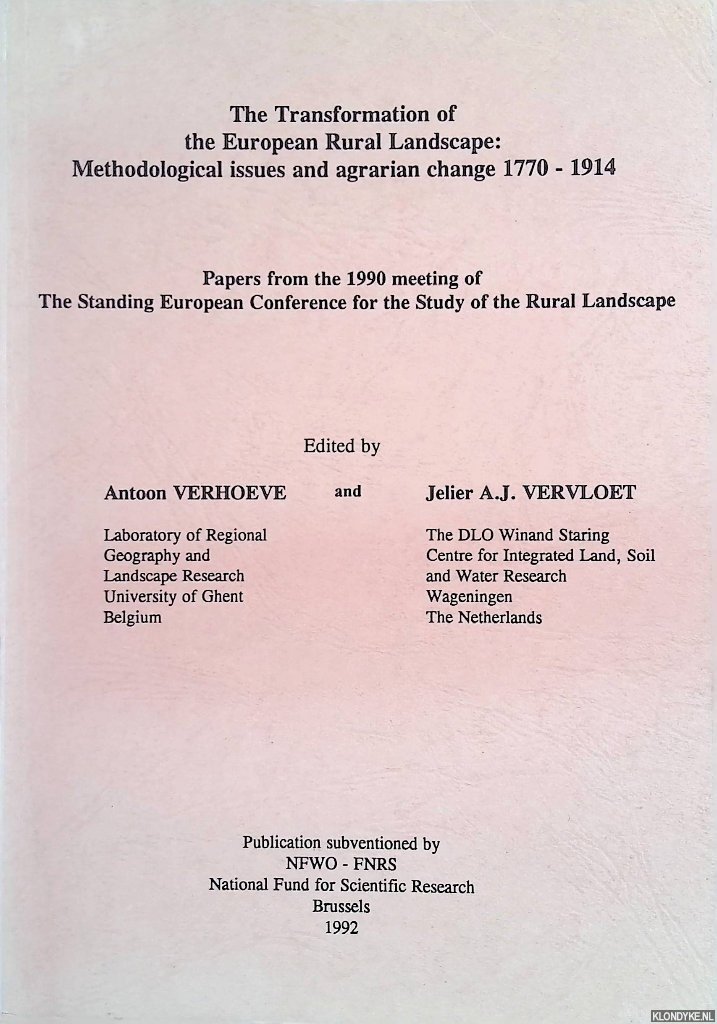 The Transformation of
the European Rural Landscape:
Methodological issues and agrarian change 1770 - 1914
Papers from the 1990 meeting of
The Standing European Conference for the Study of the Rural Landscape
Edited by
Antoon VERHOEVE and Jelier A.J. VERVLOET
Laboratory of Regional
Geography and
Landscape Research
University of Ghent
Belgium
The DLO Winand Staring
Centre for Integrated Land, Soil
and Water Research
Wageningen
The Netherlands
Publication subventioned by
NFWO - FNRS
National Fund for Scientific Research
Brussels
1992
KLONDYKE.NL